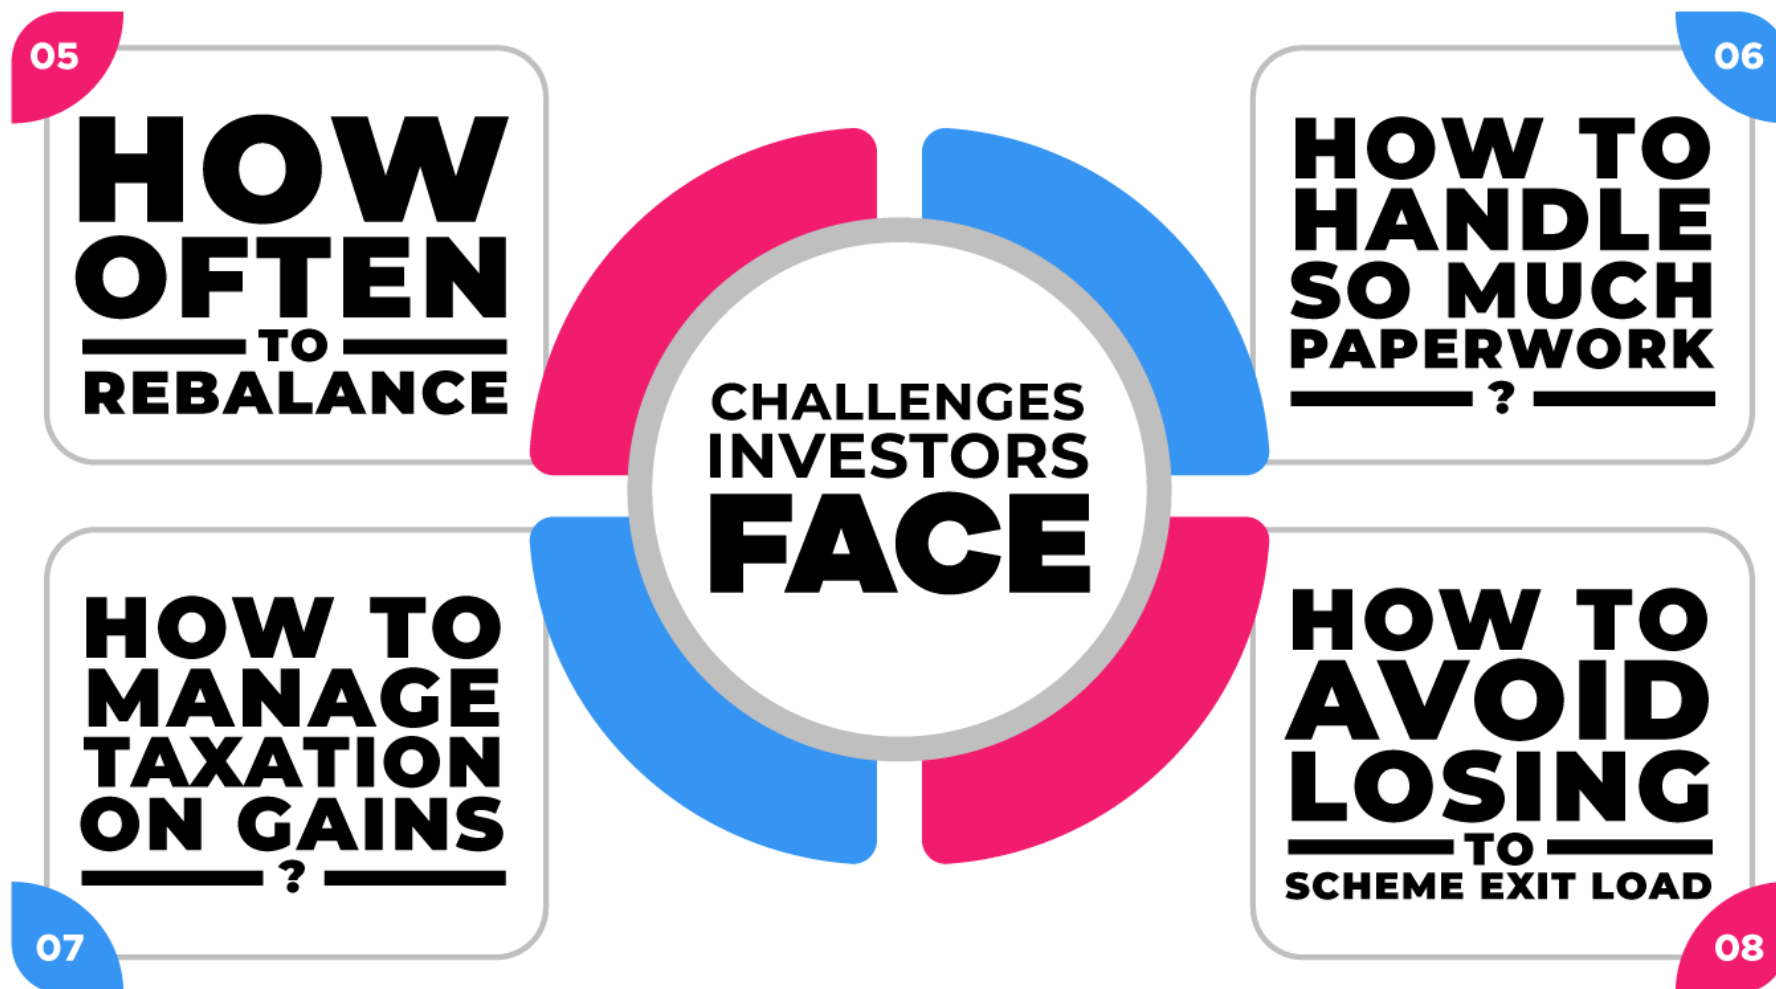 05
HOW
OFTEN
TO
REBALANCE
06
HOW TO
HANDLE
SO MUCH
PAPERWORK
?
CHALLENGES
INVESTORS
FACE
HOW TO
MANAGE
TAXATION
ON GAINS
?
07
HOW TO
AVOID
LOSING
TO
SCHEME EXIT LOAD
08